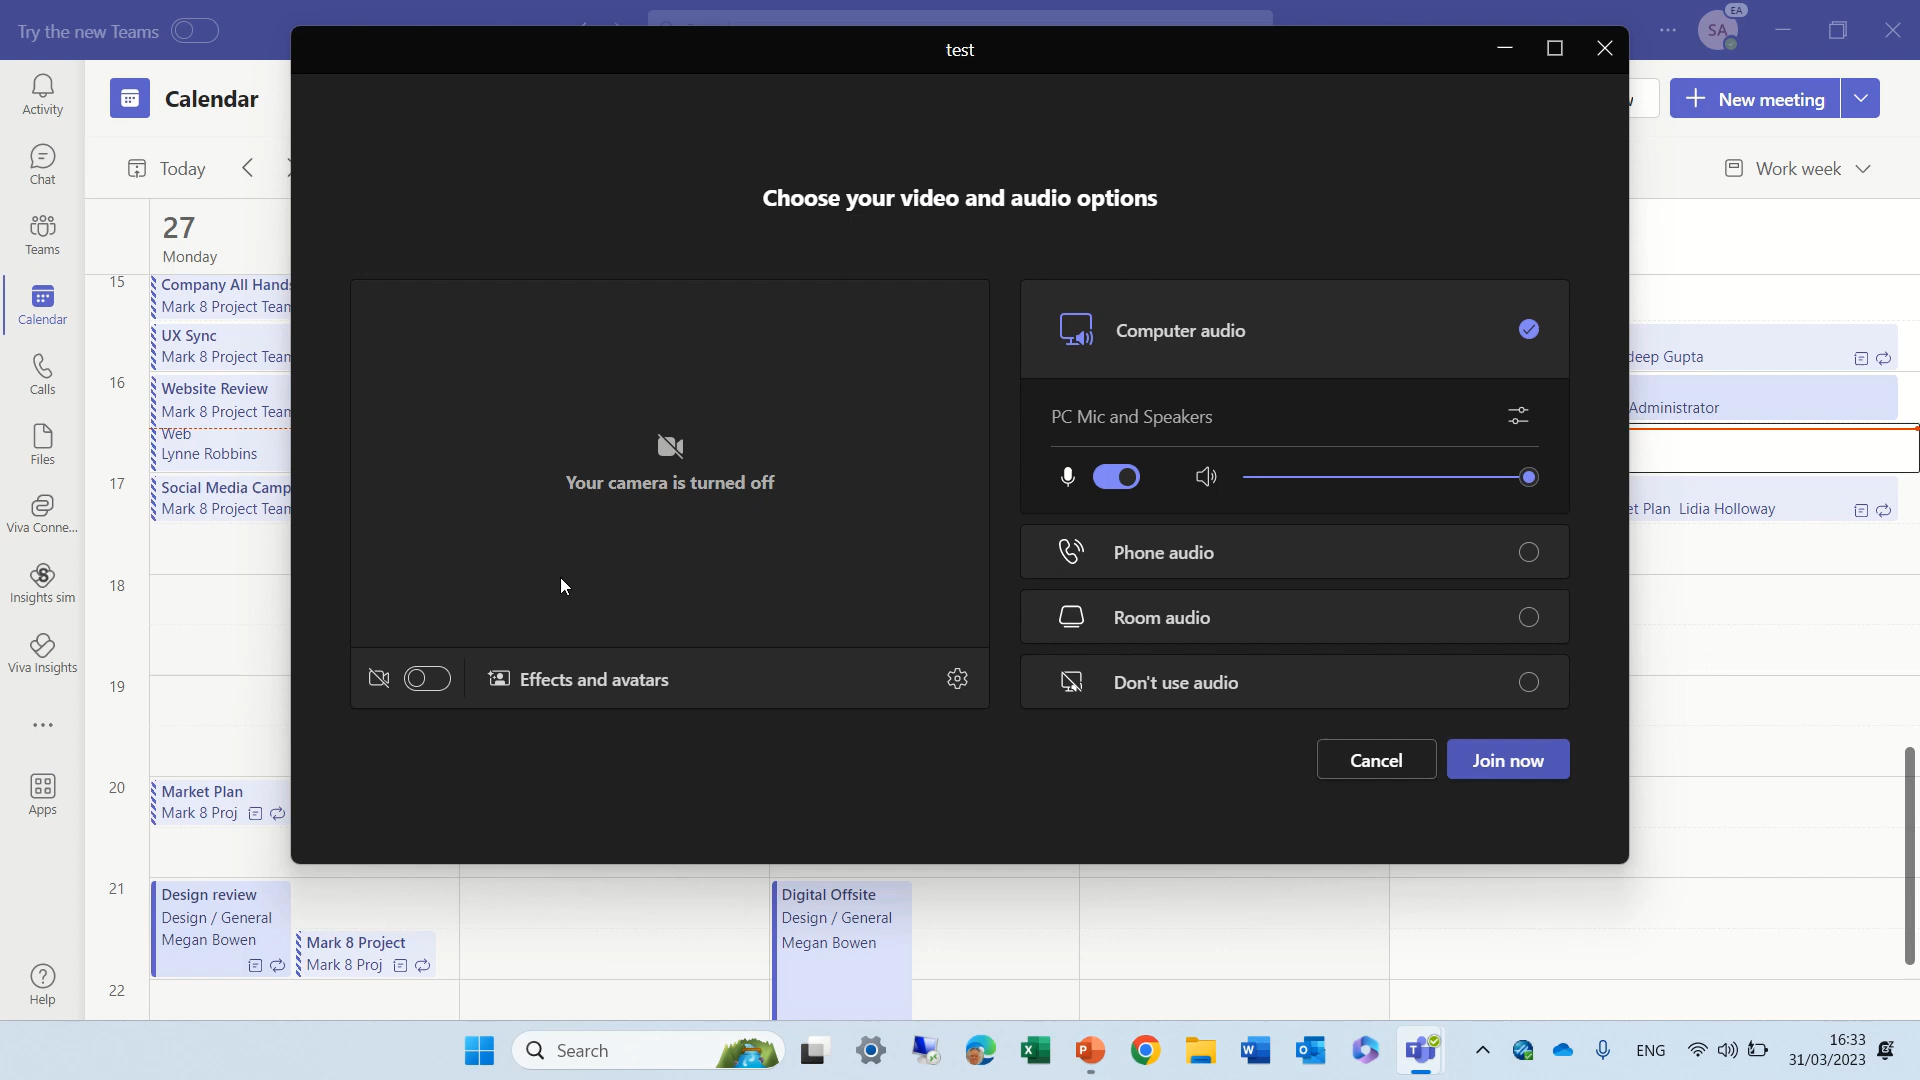 Try the new Teams
EA
SA
test
Activity
Chat
Teams
Calendar
Calls
Files
Viva Conne...
Insights sim
Viva Insights
Apps
Help
Calendar
New meeting
Today
Work week
27
Monday
15
16
17
18
19
20
21
22
Company All Hands
Mark 8 Project Team
UX Sync
Mark 8 Project Team
Website Review
Mark 8 Project Team
Web
Lynne Robbins
Social Media Camp
Mark 8 Project Team
Market Plan
Mark 8 Proj
Design review
Design / General
Megan Bowen
Mark 8 Project
Mark 8 Proj
Digital Offsite
Design / General
Megan Bowen
deep Gupta
Administrator
et Plan Lidia Holloway
Choose your video and audio options
Your camera is turned off
Effects and avatars
Computer audio
PC Mic and Speakers
Phone audio
Room audio
Don't use audio
Cancel
Join now
Search
ENG
16:33
31/03/2023